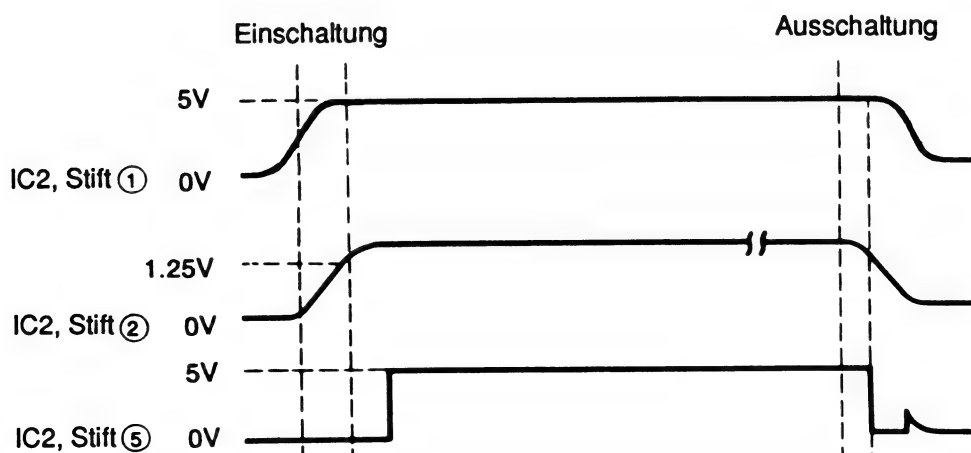 Einschaltung
Ausschaltung
5V
IC2, Stift ① 0V
1.25V
IC2, Stift ② 0V
5V
IC2, Stift ⑤ 0V